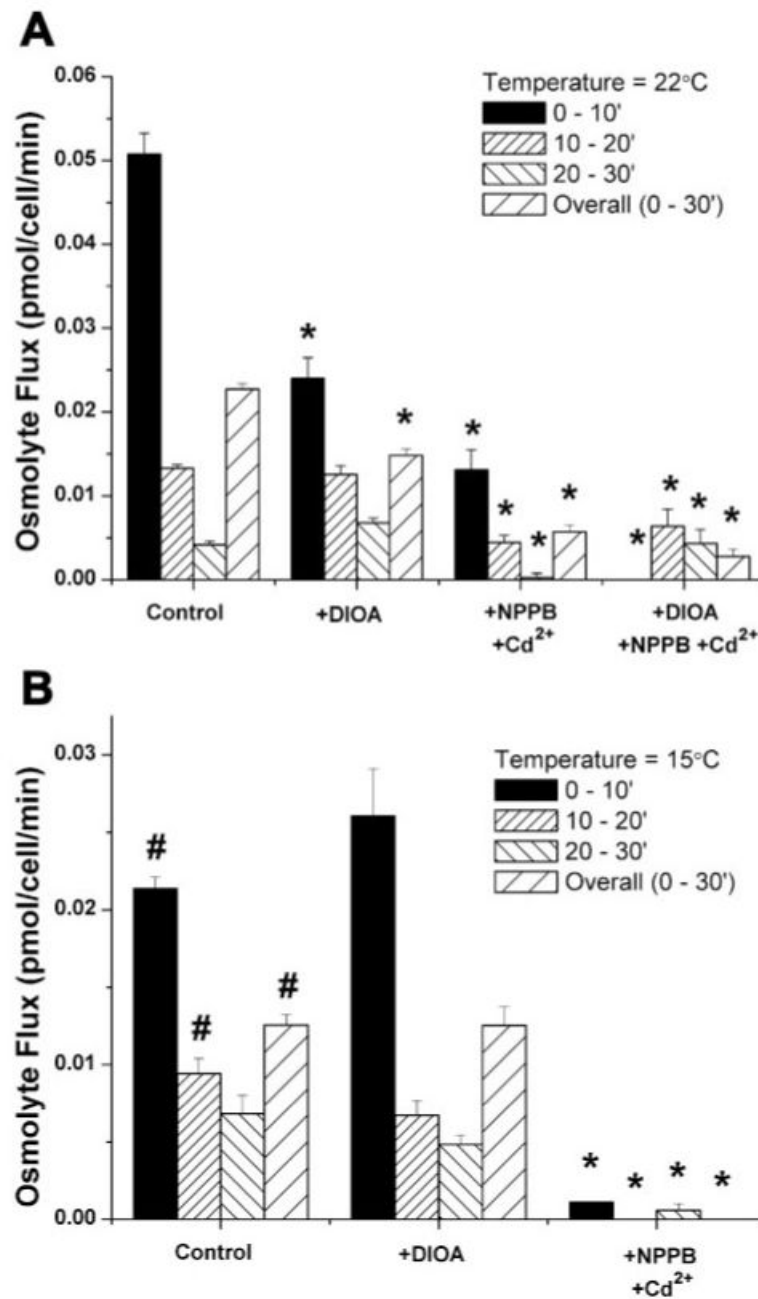 A
Osmolyte Flux (pmol/cell/min)
0.06
0.05
0.04
0.03
0.02
0.01
0.00
Temperature = 22°C
0 - 10'
10 - 20'
20 - 30'
Overall (0 - 30')
*
*
*
*
*
*
*
*
*
*
Control
+DIOA
+NPPB
+Cd²⁺
+DIOA
+NPPB +Cd²⁺
B
Osmolyte Flux (pmol/cell/min)
0.03
0.02
0.01
0.00
Temperature = 15°C
0 - 10'
10 - 20'
20 - 30'
Overall (0 - 30')
#
#
#
*
*
*
*
Control
+DIOA
+NPPB
+Cd²⁺